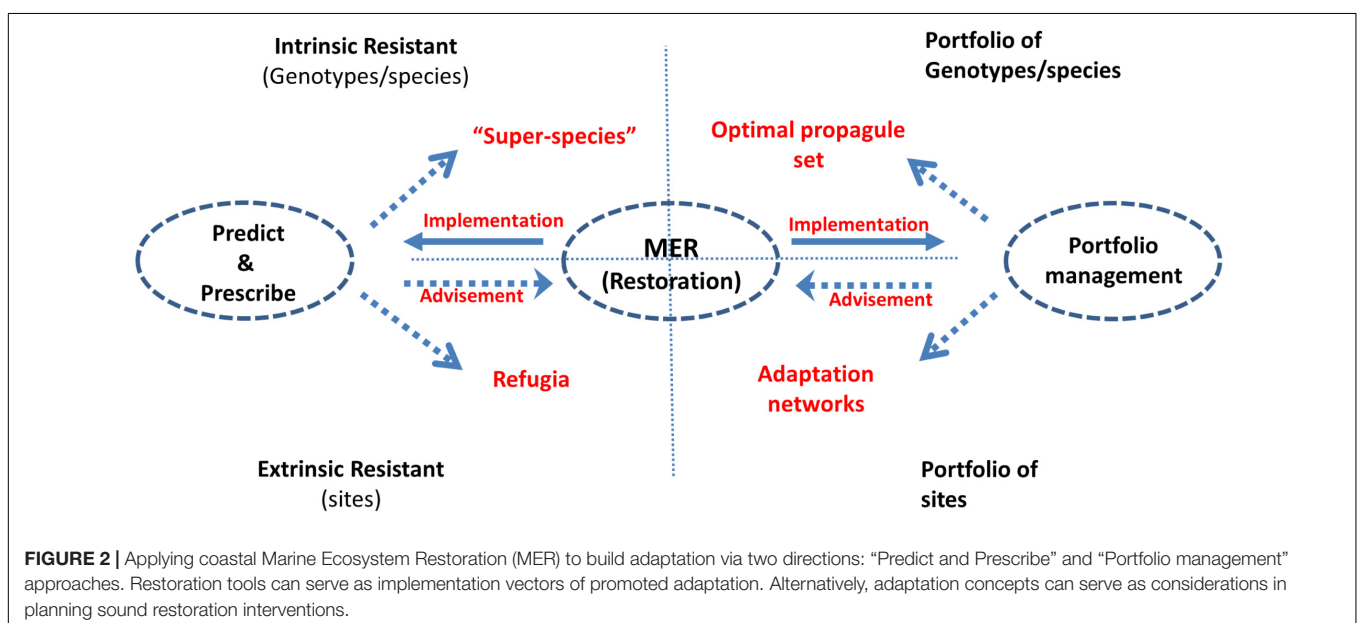 Intrinsic Resistant
(Genotypes/species)
Portfolio of
Genotypes/species
“Super-species”
Optimal propagule
set
Implementation
Implementation
Predict
&
Prescribe
MER
(Restoration)
Portfolio
management
Advisement
Advisement
Refugia
Adaptation
networks
Extrinsic Resistant
(sites)
Portfolio of
sites
FIGURE 2 | Applying coastal Marine Ecosystem Restoration (MER) to build adaptation via two directions: “Predict and Prescribe” and “Portfolio management”
approaches. Restoration tools can serve as implementation vectors of promoted adaptation. Alternatively, adaptation concepts can serve as considerations in
planning sound restoration interventions.